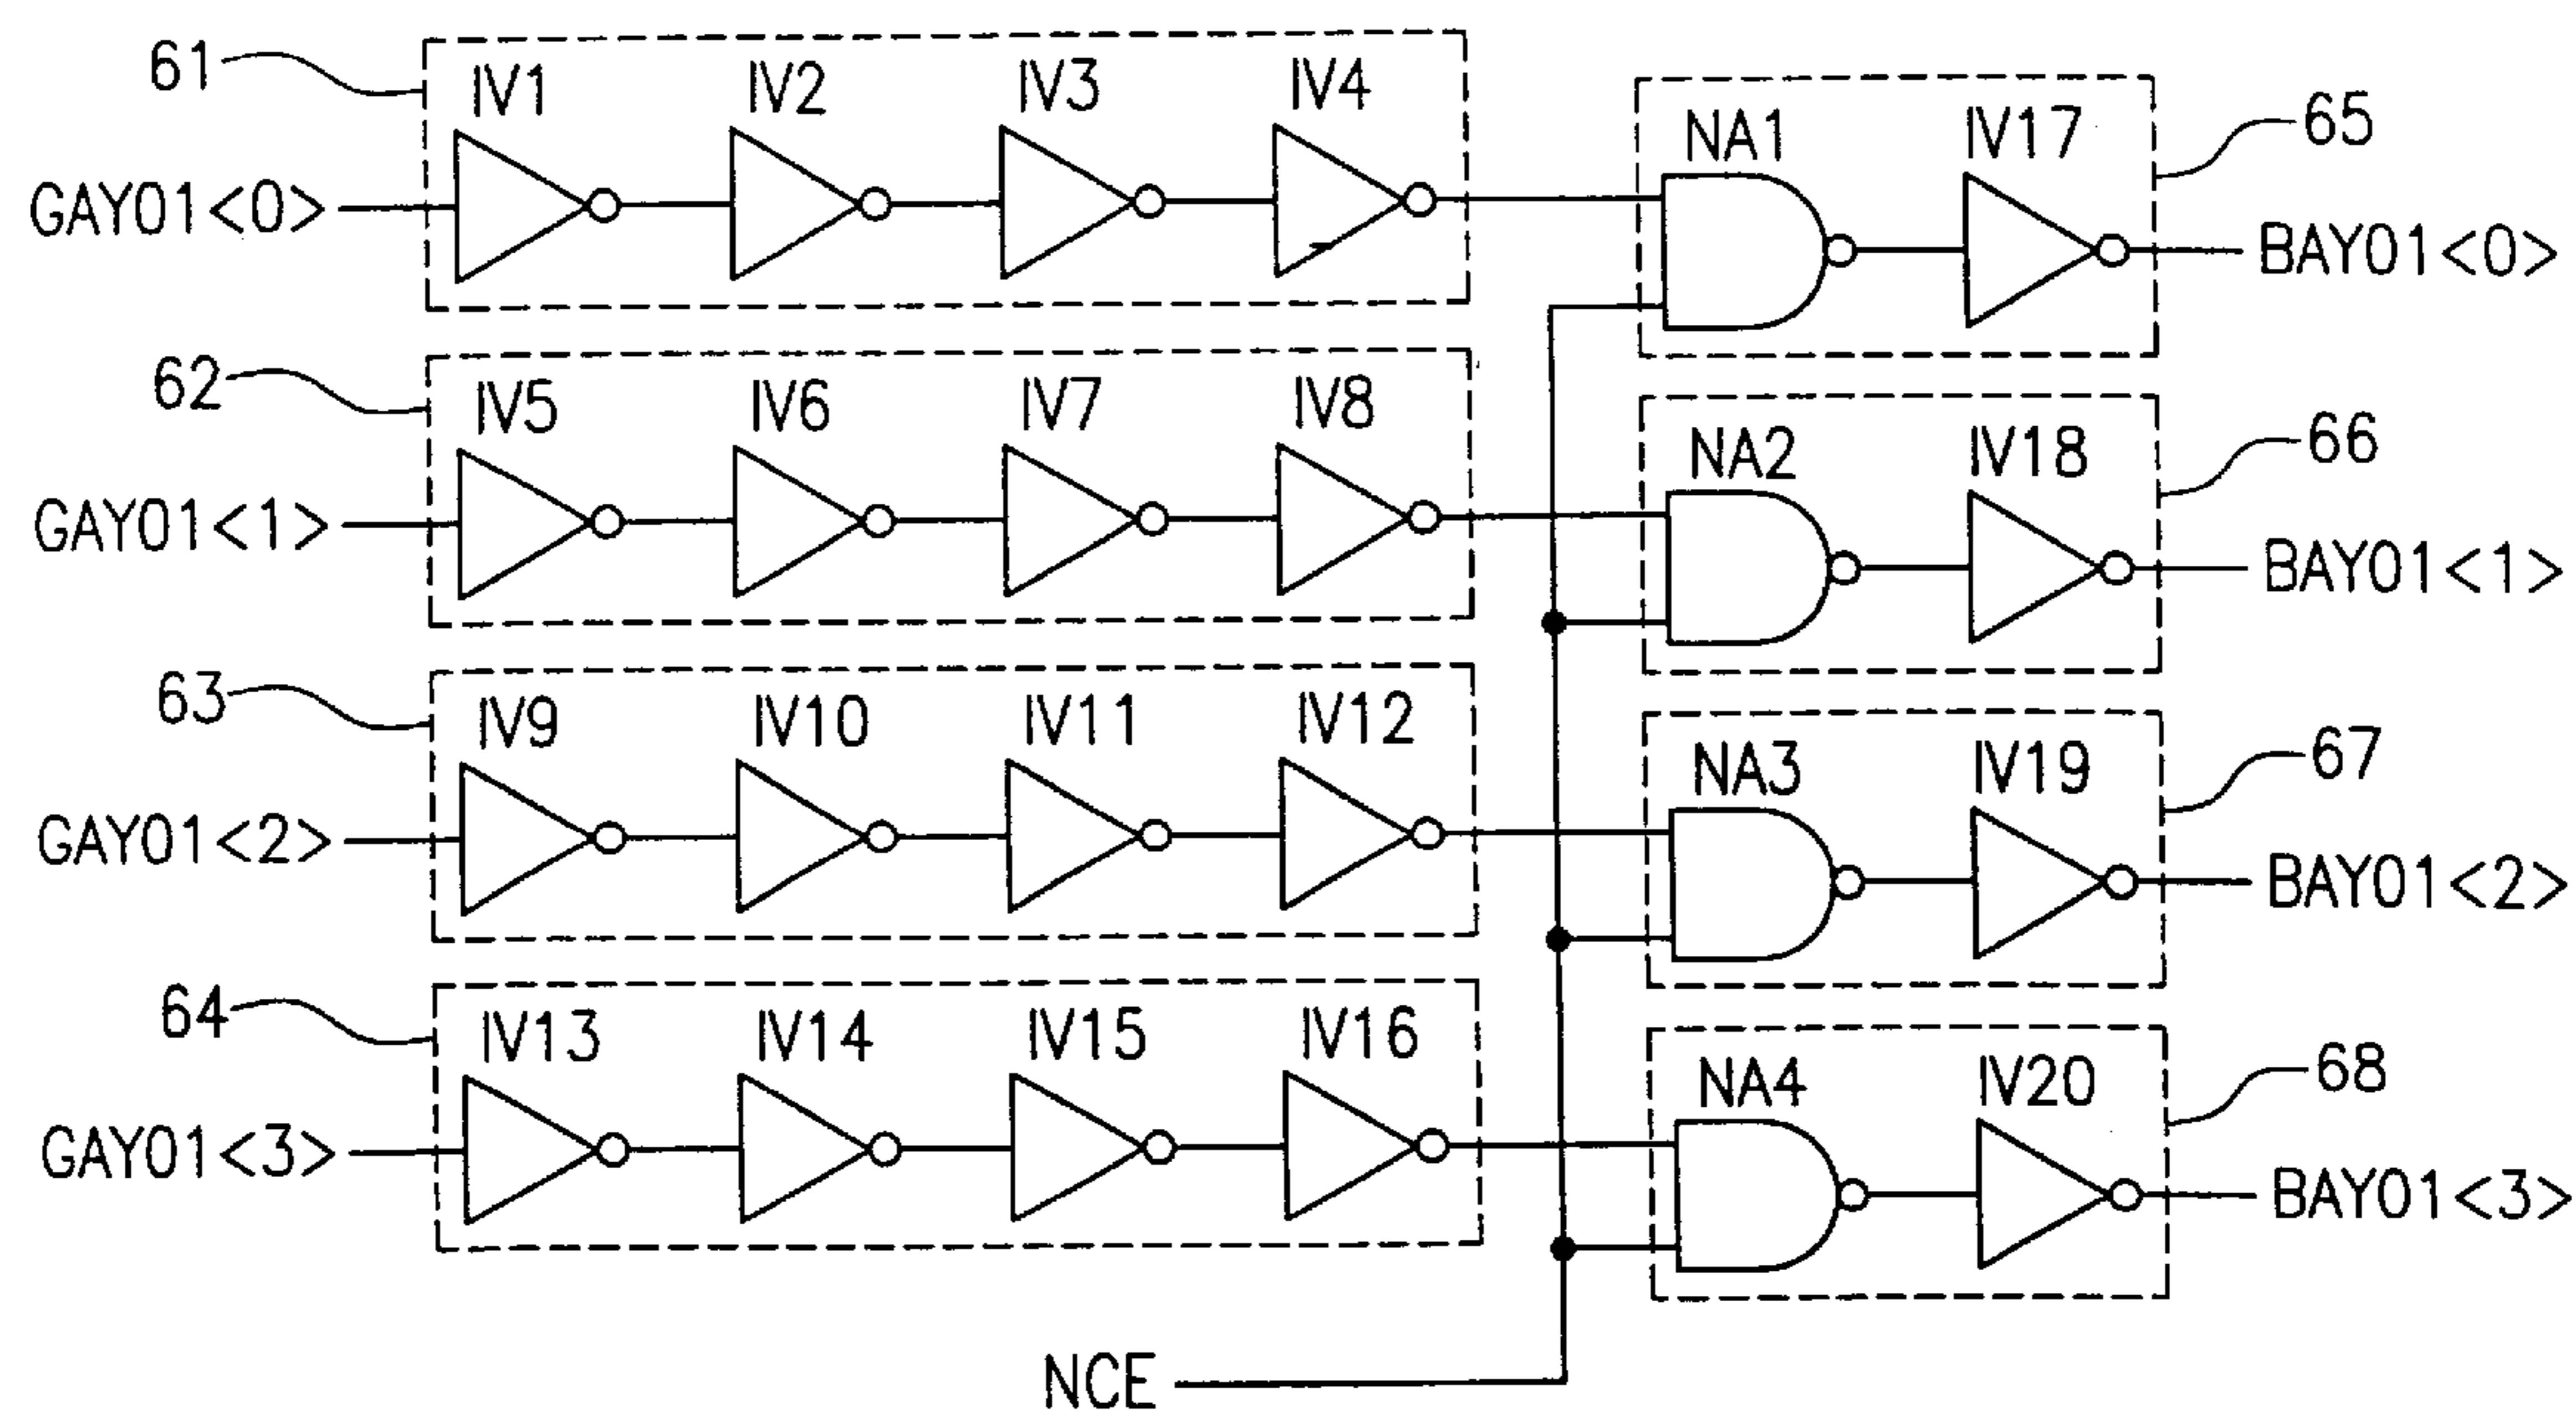 61 IV1 IV2 IV3 IV4
NA1 IV17 65
GAY01<0> BAY01<0>
62 IV5 IV6 IV7 IV8
NA2 IV18 66
GAY01<1> BAY01<1>
63 IV9 IV10 IV11 IV12
NA3 IV19 67
GAY01<2> BAY01<2>
64 IV13 IV14 IV15 IV16
NA4 IV20 68
GAY01<3> BAY01<3>
NCE